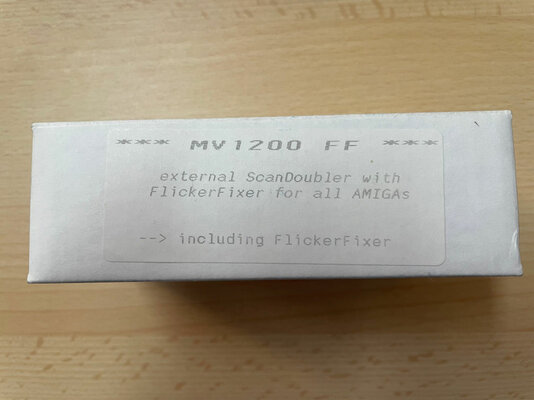 *** MV1200 FF ***
external ScanDoubler with
FlickerFixer for all AMIGAs
--> including FlickerFixer